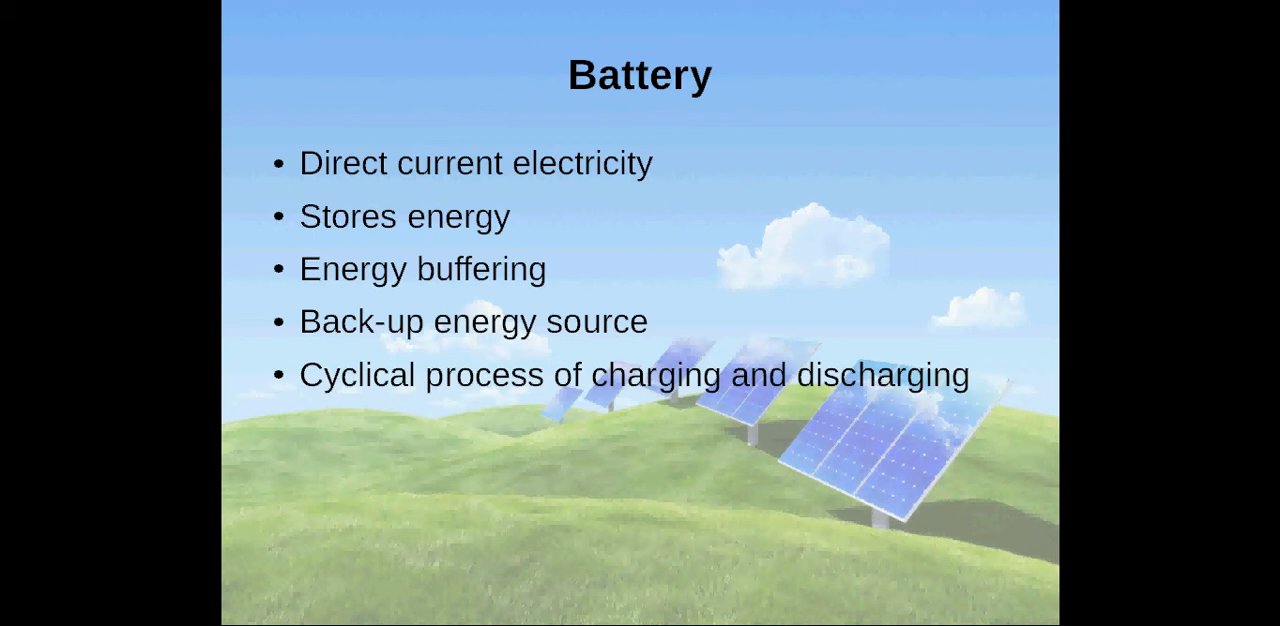 Battery
• Direct current electricity
• Stores energy
• Energy buffering
• Back-up energy source
• Cyclical process of charging and discharging